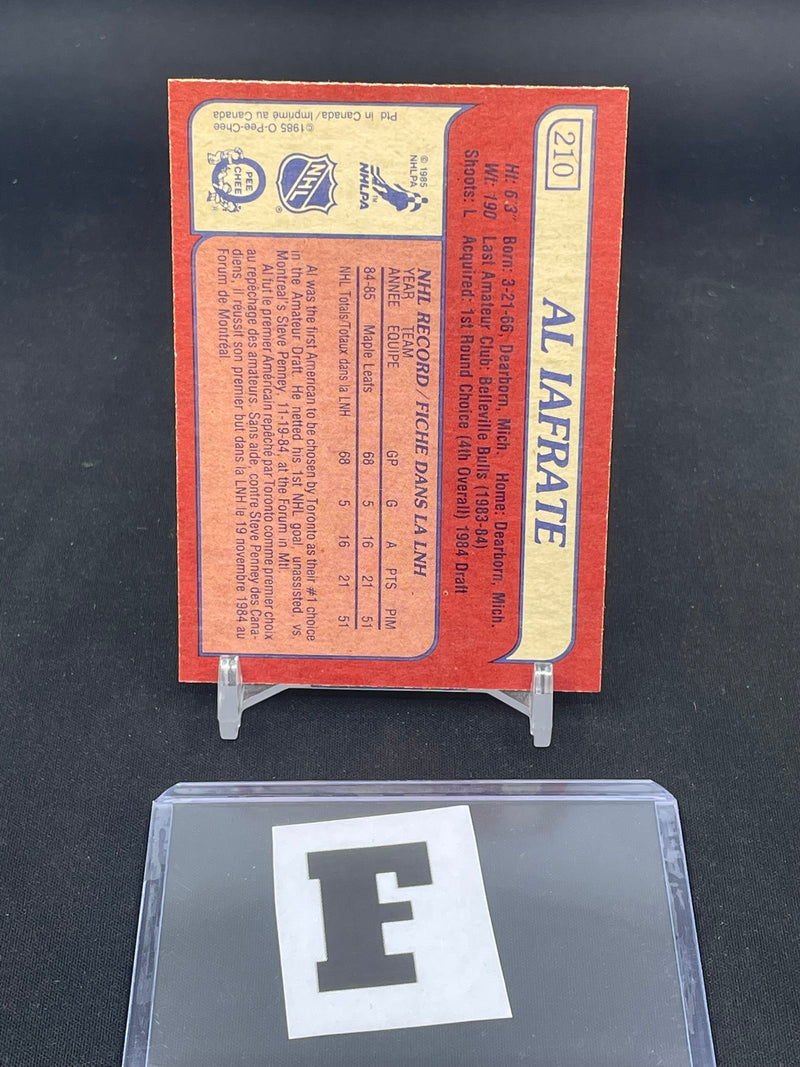 210
AL IAFRATE
Ht: 6'3" Born: 3-21-66, Dearborn, Mich. Home: Dearborn, Mich.
Wt: 190 Last Amateur Club: Belleville Bulls (1983-84)
Shoots: L Acquired: 1st Round Choice (4th Overall) 1984 Draft
© 1985
NHLPA
NHLPA™
NHL
®
PEE
CHEE
©1985 O-Pee-Chee
Ptd. in Canada/Imprimé au Canada
NHL RECORD / FICHE DANS LA LNH
YEAR TEAM
ANNÉE ÉQUIPE GP G A PTS PIM
84-85 Maple Leafs 68 5 16 21 51
NHL Totals/Totaux dans la LNH 68 5 16 21 51
Al was the first American to be chosen by Toronto as their #1 choice
in the Amateur Draft. He netted his 1st NHL goal, unassisted, vs.
Montreal's Steve Penney, 11-19-84, at the Forum in Mtl.
Al fut le premier Américain repêché par Toronto comme premier choix
au repêchage des amateurs. Sans aide contre Steve Penney des Cana-
diens, il réussit son premier but dans la LNH le 19 novembre 1984 au
Forum de Montréal.
F